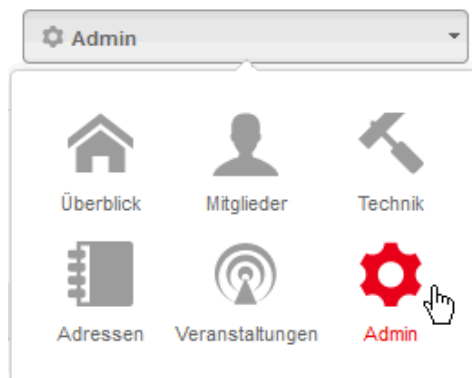 Admin
Überblick Mitglieder Technik
Adressen Veranstaltungen Admin